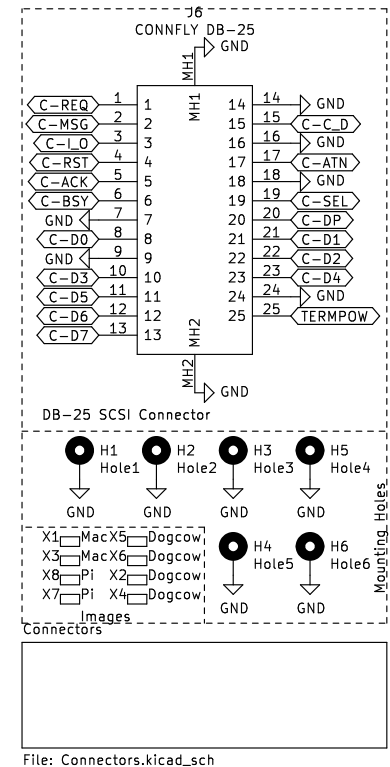 J6
CONNFLY DB-25
GND
MH1
MH1
C-REQ 1 1 14 14 GND
C-MSG 2 2 15 15 C-C_D
C-I_O 3 3 16 16 GND
C-RST 4 4 17 17 C-ATN
C-ACK 5 5 18 18 GND
C-BSY 6 6 19 19 C-SEL
GND 7 7 20 20 C-DP
C-D0 8 8 21 21 C-D1
GND 9 9 22 22 C-D2
C-D3 10 10 23 23 C-D4
C-D5 11 11 24 24 GND
C-D6 12 12 25 25 TERMPOW
C-D7 13 13
MH2
MH2
GND
DB-25 SCSI Connector
H1 H2 H3 H5
Hole1 Hole2 Hole3 Hole4
GND GND GND GND
X1 Mac X5 Dogcow
X3 Mac X6 Dogcow
X8 Pi X2 Dogcow
X7 Pi X4 Dogcow
Images
H4 H6
Hole5 Hole6
GND GND
Mounting Holes
Connectors
File: Connectors.kicad_sch